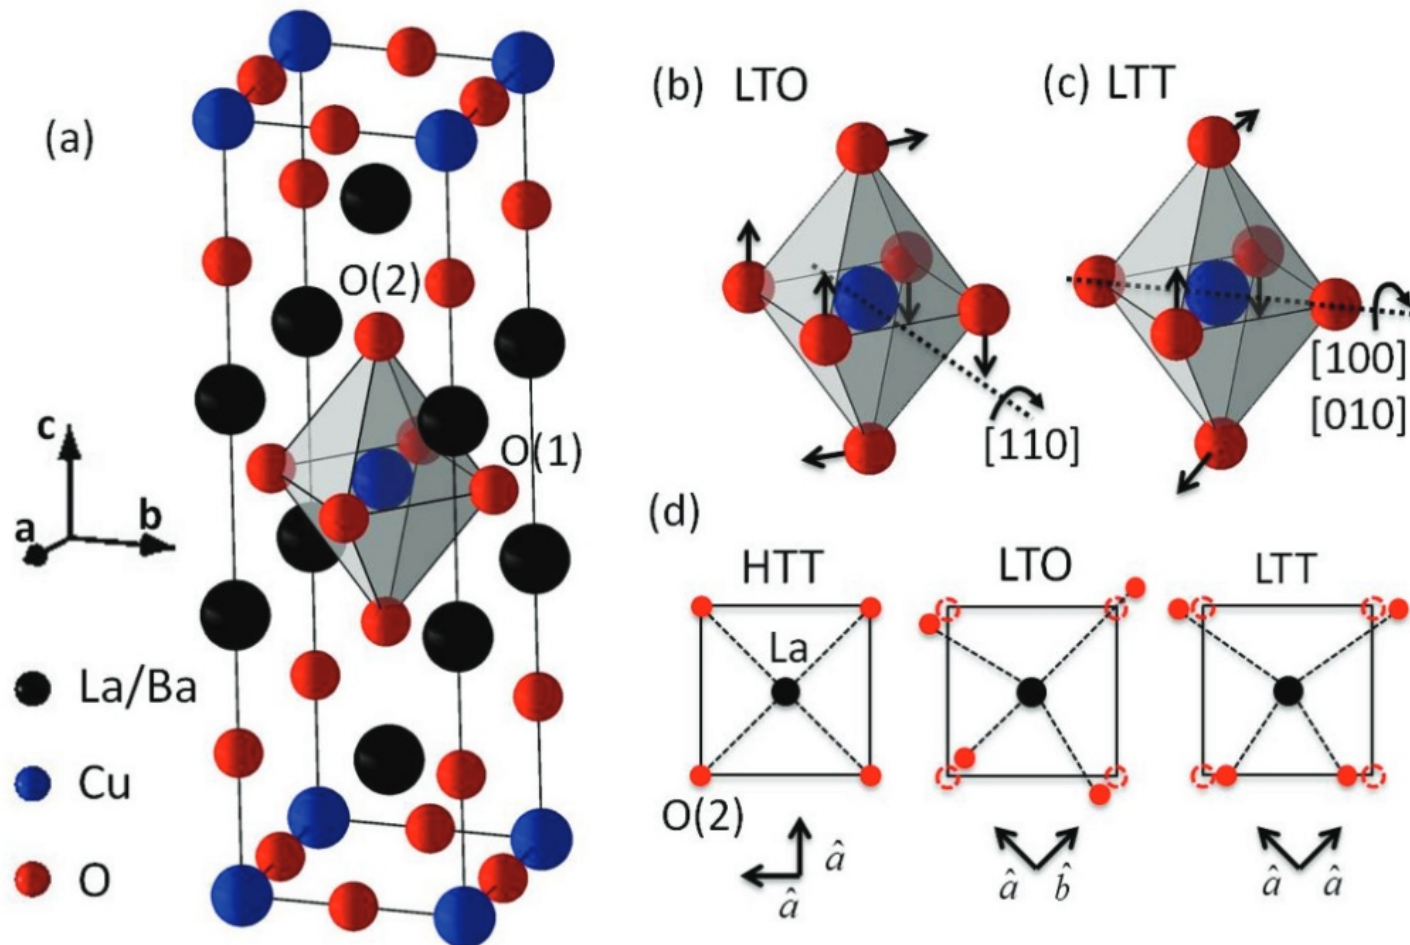 (a)
O(2)
O(1)
c
a
b
La/Ba
Cu
O
(b) LTO
[110]
(c) LTT
[100]
[010]
(d)
HTT
La
O(2)
â
â
LTO
â
b̂
LTT
â
â